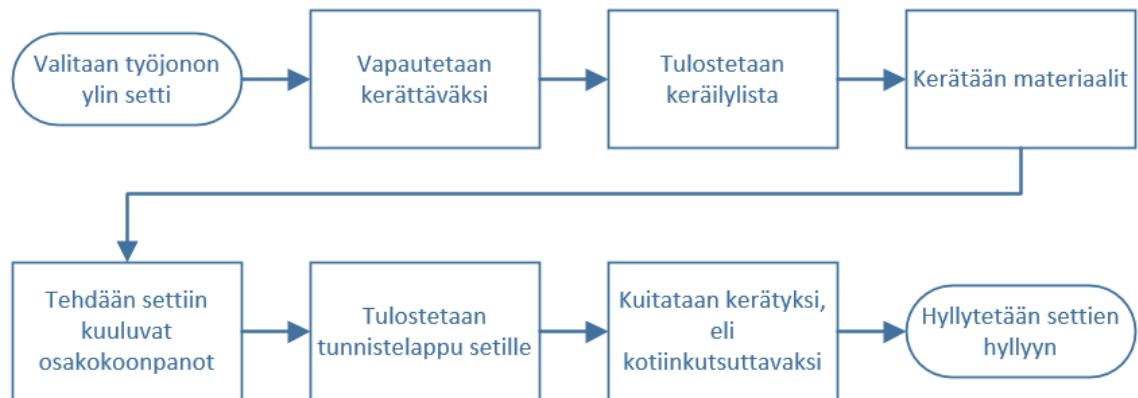 Valitaan työjonon
ylin setti
Vapautetaan
kerättäväksi
Tulostetaan
keräilylista
Kerätään materiaalit
Tehdään settiin
kuuluvat
osakokoonpanot
Tulostetaan
tunnistelappu setille
Kuitataan kerätyksi,
eli
kotiinkutsuttavaksi
Hyllytetään settien
hyllyyn